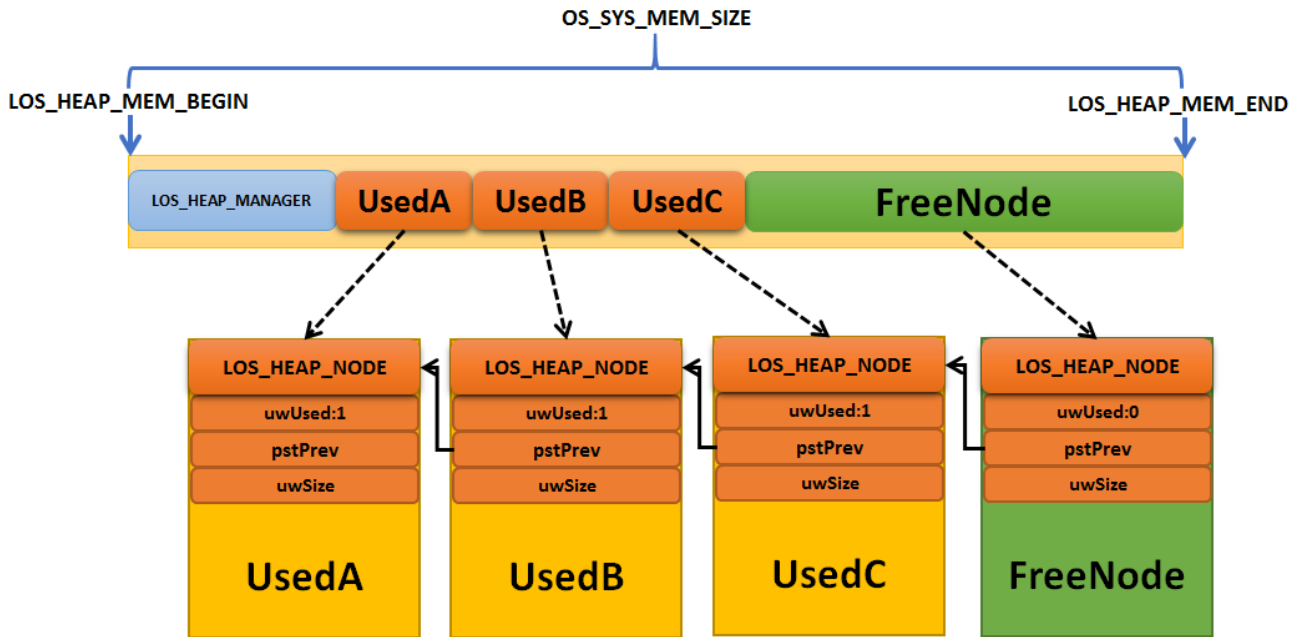 OS_SYS_MEM_SIZE
LOS_HEAP_MEM_BEGIN
LOS_HEAP_MEM_END
LOS_HEAP_MANAGER UsedA UsedB UsedC FreeNode
LOS_HEAP_NODE LOS_HEAP_NODE LOS_HEAP_NODE LOS_HEAP_NODE
uwUsed:1 uwUsed:1 uwUsed:1 uwUsed:0
pstPrev pstPrev pstPrev pstPrev
uwSize uwSize uwSize uwSize
UsedA UsedB UsedC FreeNode